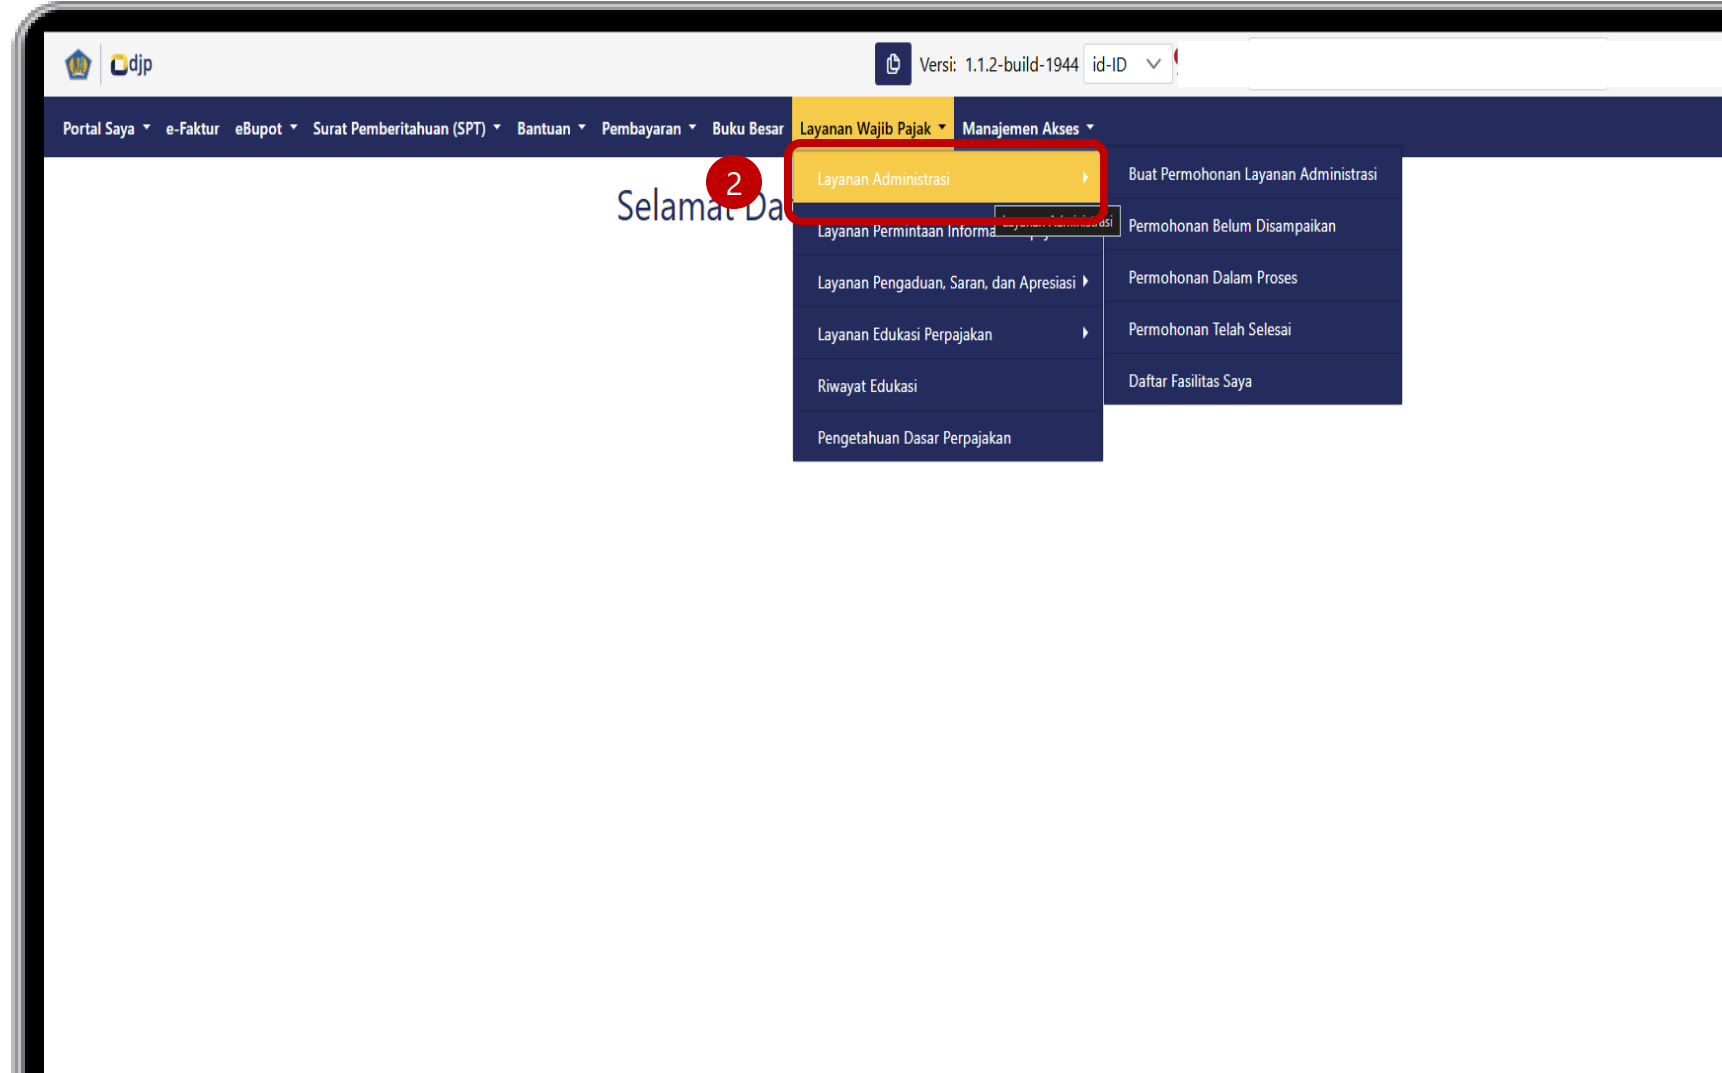 djp
Versi: 1.1.2-build-1944 id-ID
Portal Saya e-Faktur eBupot Surat Pemberitahuan (SPT) Bantuan Pembayaran Buku Besar Layanan Wajib Pajak Manajemen Akses
2
Selamat Da
Layanan Administrasi
Layanan Administrasi
Layanan Permintaan
Layanan Pengaduan, Saran, dan Apresiasi
Layanan Edukasi Perpajakan
Riwayat Edukasi
Pengetahuan Dasar Perpajakan
Buat Permohonan Layanan Administrasi
Permohonan Belum Disampaikan
Permohonan Dalam Proses
Permohonan Telah Selesai
Daftar Fasilitas Saya